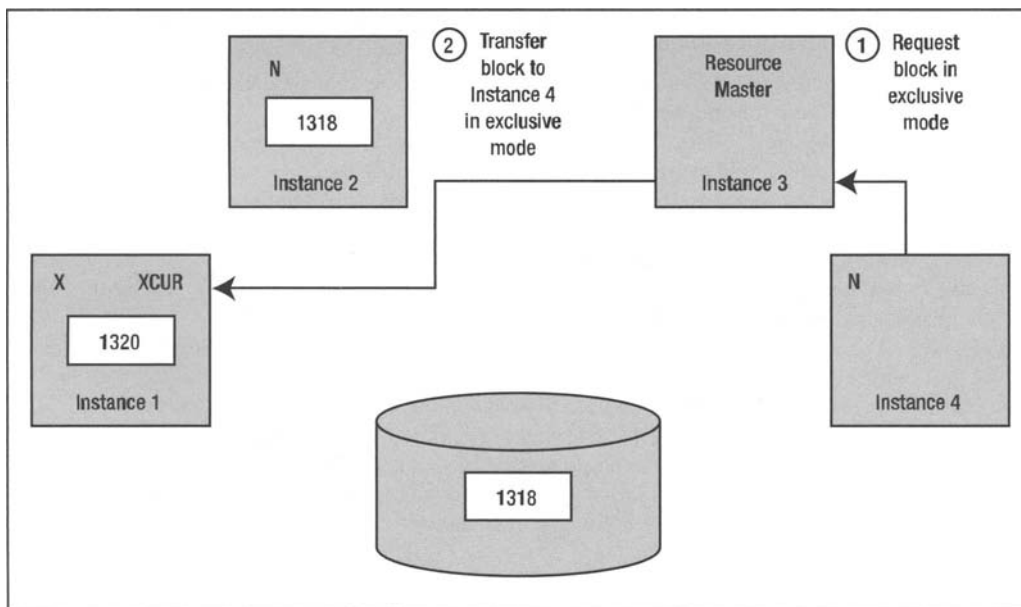 N
1318
Instance 2
2 Transfer
block to
Instance 4
in exclusive
mode
Resource
Master
Instance 3
1 Request
block in
exclusive
mode
X XCUR
1320
Instance 1
N
Instance 4
1318